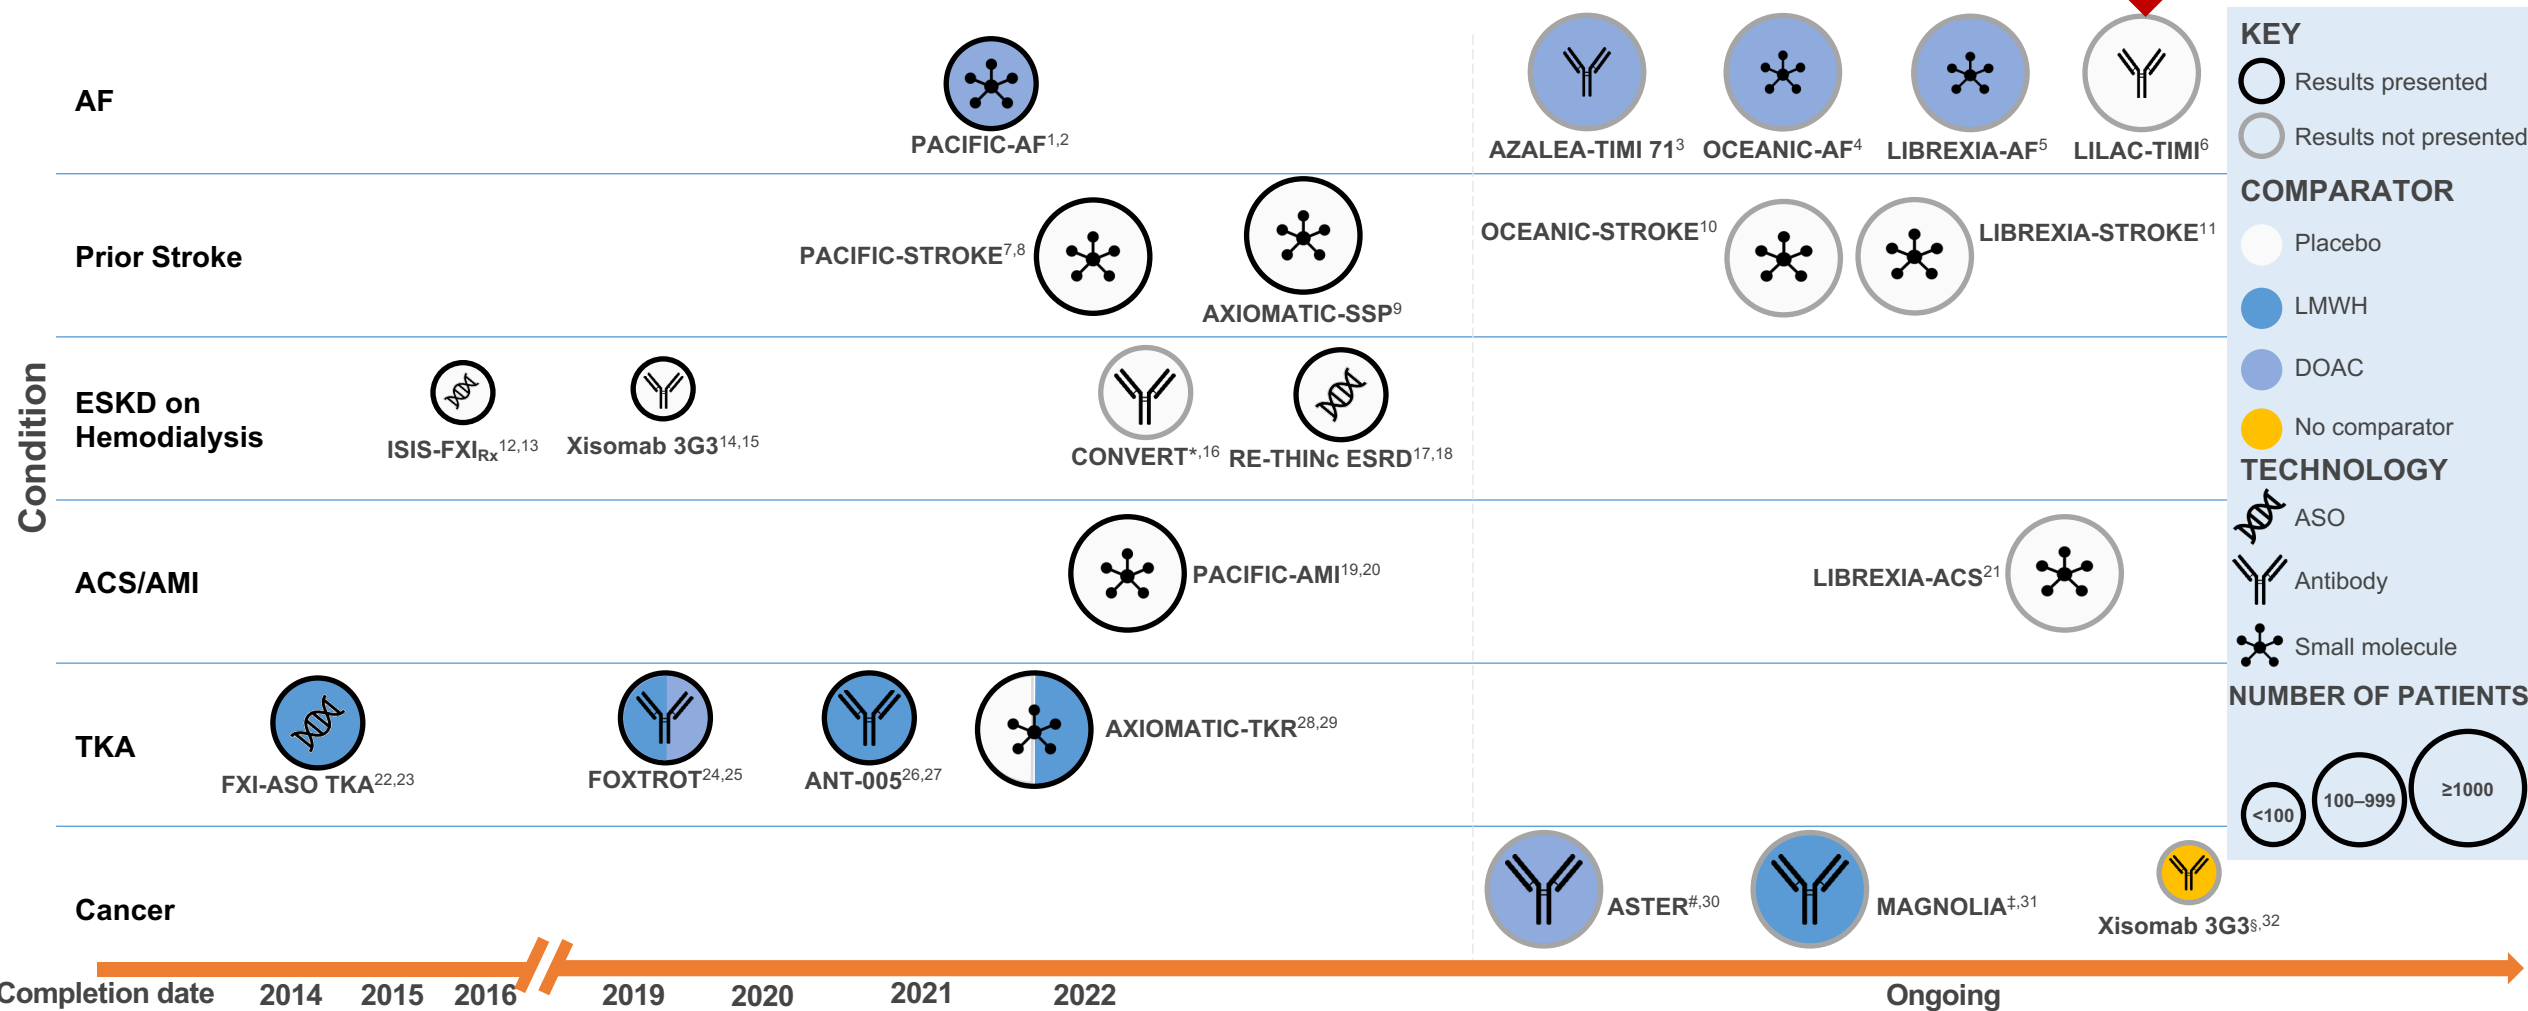 AF
PACIFIC-AF1,2
AZALEA-TIMI 713
OCEANIC-AF4
LIBREXIA-AF5
LILAC-TIMI6
Prior Stroke
PACIFIC-STROKE7,8
AXIOMATIC-SSP9
OCEANIC-STROKE10
LIBREXIA-STROKE11
Condition
ESKD on
Hemodialysis
ISIS-FXIRx12,13
Xisomab 3G314,15
CONVERT*,16
RE-THINc ESRD17,18
ACS/AMI
PACIFIC-AMI19,20
LIBREXIA-ACS21
TKA
FXI-ASO TKA22,23
FOXTROT24,25
ANT-00526,27
AXIOMATIC-TKR28,29
Cancer
ASTER#,30
MAGNOLIA‡,31
Xisomab 3G3§,32
Completion date
2014
2015
2016
2019
2020
2021
2022
Ongoing
KEY
Results presented
Results not presented
COMPARATOR
Placebo
LMWH
DOAC
No comparator
TECHNOLOGY
ASO
Antibody
Small molecule
NUMBER OF PATIENTS
<100
100–999
≥1000